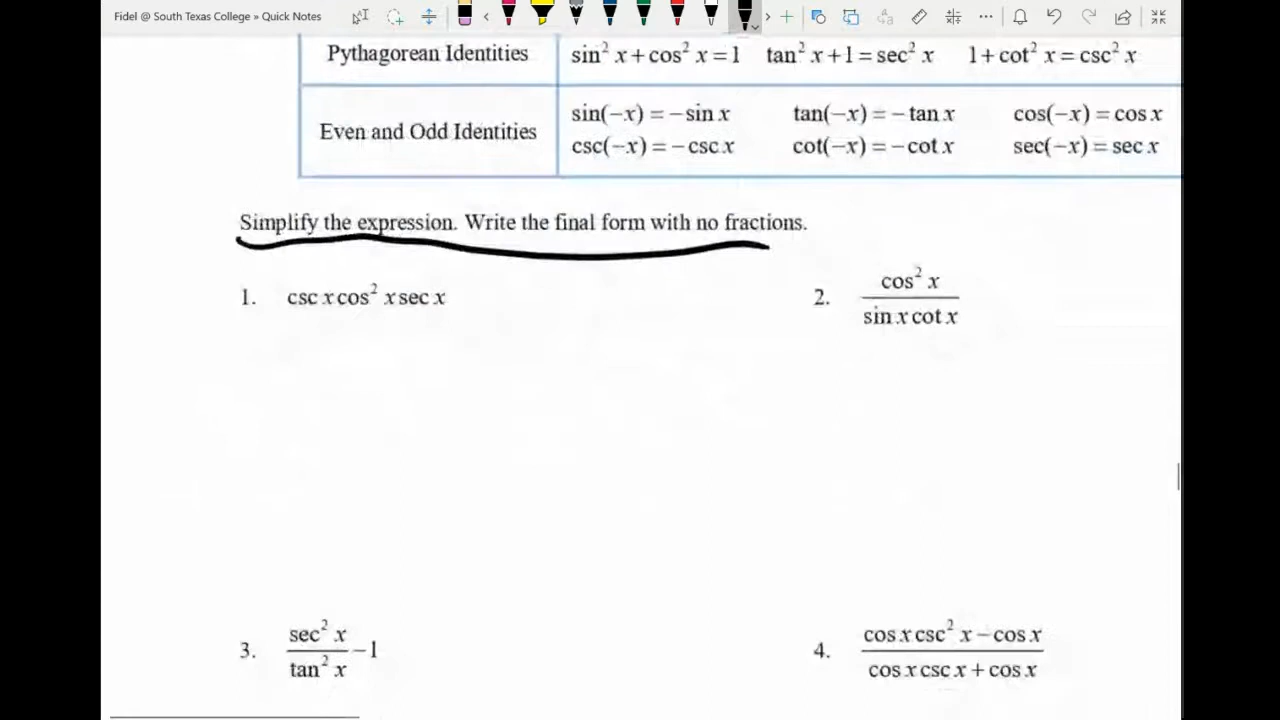 Fidel @ South Texas College » Quick Notes
Pythagorean Identities sin² x + cos² x = 1 tan² x + 1 = sec² x 1 + cot² x = csc² x
Even and Odd Identities
sin(−x) = −sin x tan(−x) = −tan x cos(−x) = cos x
csc(−x) = −csc x cot(−x) = −cot x sec(−x) = sec x
Simplify the expression. Write the final form with no fractions.
1. csc x cos² x sec x
2. cos² x
sin x cot x
3. sec² x
tan² x −1
4. cos x csc² x − cos x
cos x csc x + cos x